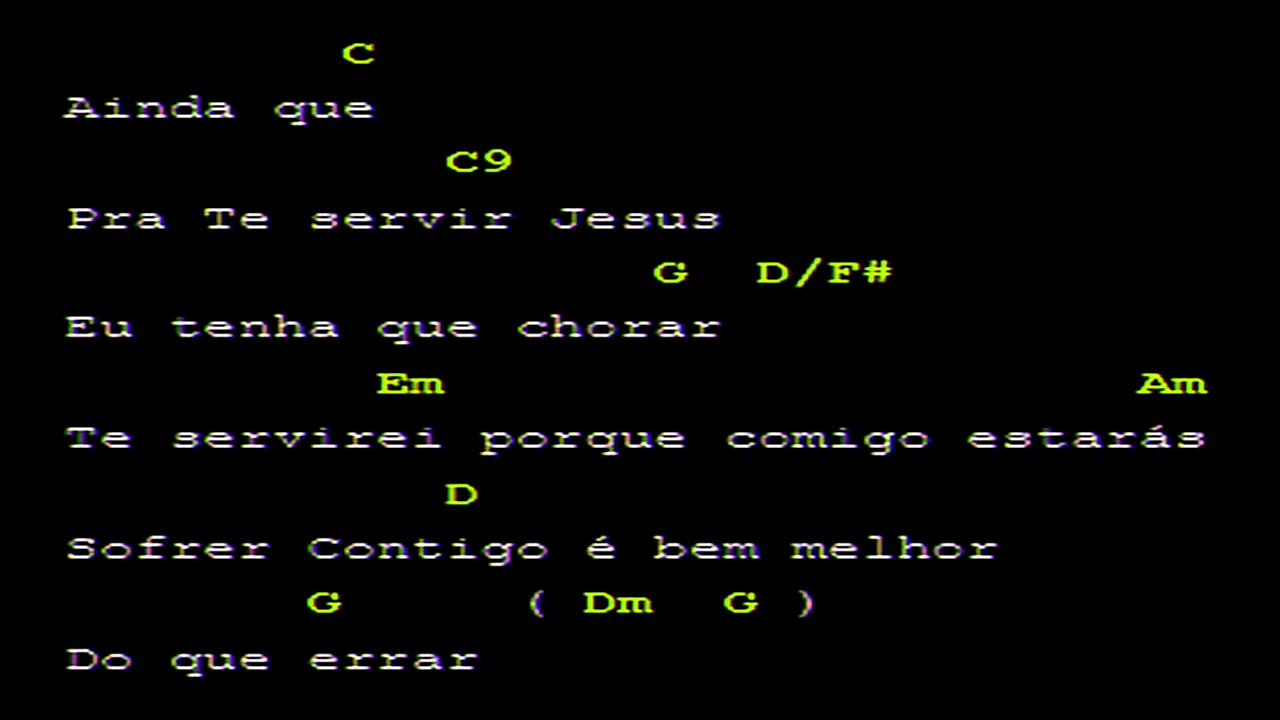 C
Ainda que
C9
Pra Te servir Jesus
G D/F#
Eu tenha que chorar
Em Am
Te servirei porque comigo estarás
D
Sofrer Contigo é bem melhor
G ( Dm G )
Do que errar